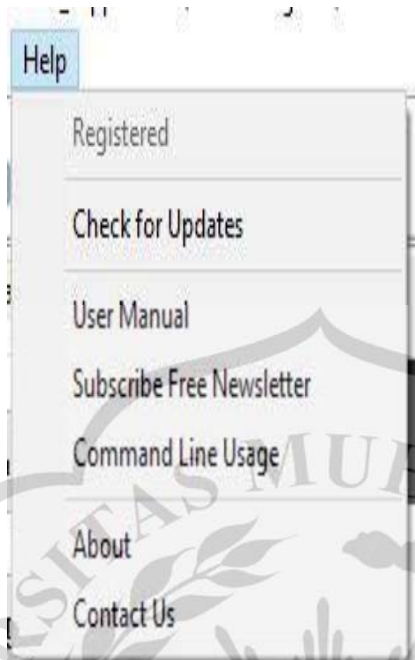 Help
Registered
Check for Updates
User Manual
Subscribe Free Newsletter
Command Line Usage
About
Contact Us